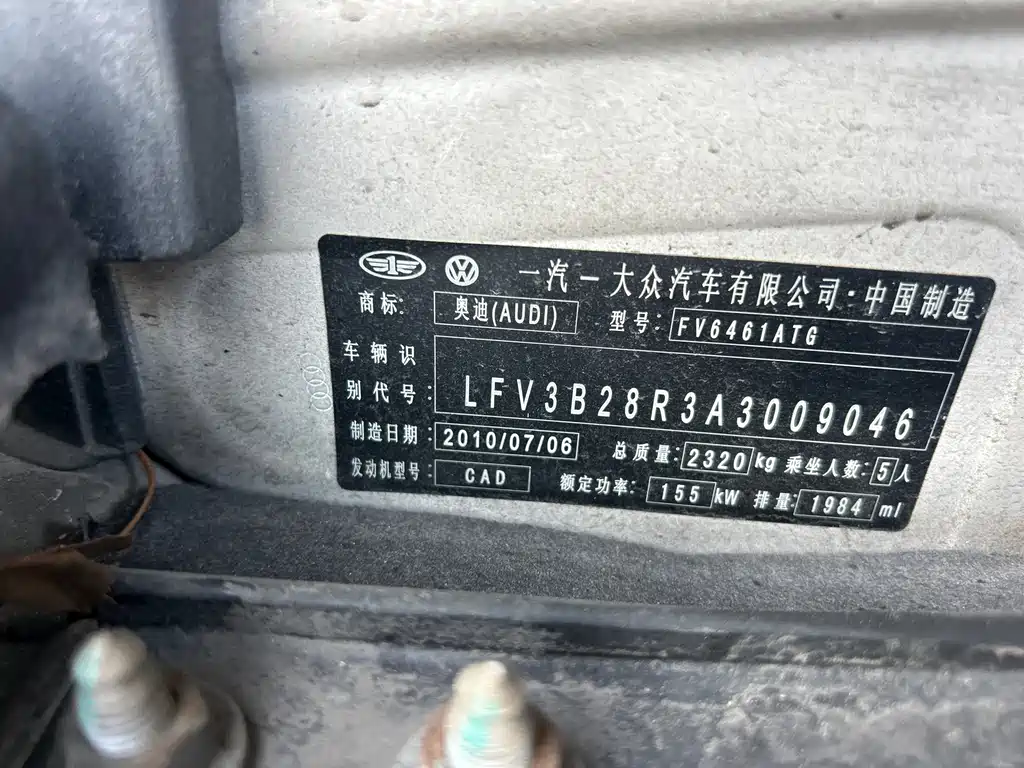 一汽－大众汽车有限公司·中国制造
商标: 奥迪(AUDI) 型号: FV6461ATG
车辆识
别代号: LFV3B28R3A3009046
制造日期: 2010/07/06 总质量: 2320 kg 乘坐人数: 5 人
发动机型号: CAD 额定功率: 155 kW 排量: 1984 ml